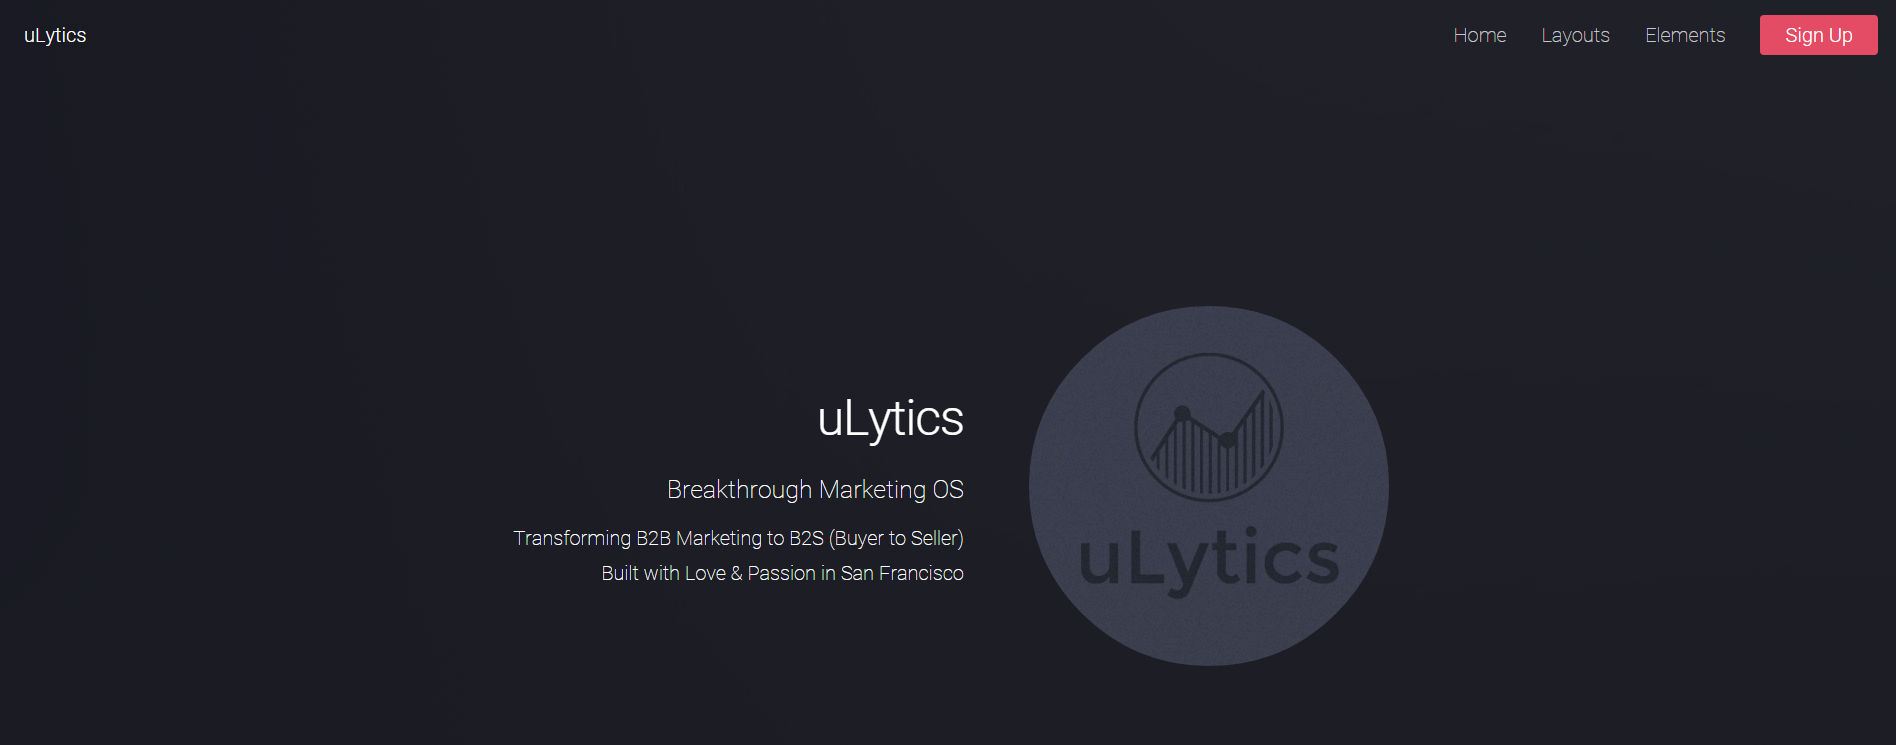 uLytics
Home Layouts Elements Sign Up
uLytics
Breakthrough Marketing OS
Transforming B2B Marketing to B2S (Buyer to Seller)
Built with Love & Passion in San Francisco
uLytics